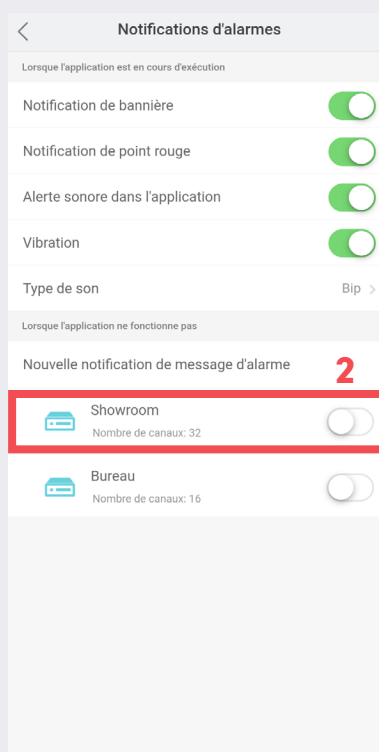 Notifications d'alarmes
Lorsque l'application est en cours d'exécution
Notification de bannière
Notification de point rouge
Alerte sonore dans l'application
Vibration
Type de son Bip
Lorsque l'application ne fonctionne pas
Nouvelle notification de message d'alarme 2
Showroom
Nombre de canaux: 32
Bureau
Nombre de canaux: 16